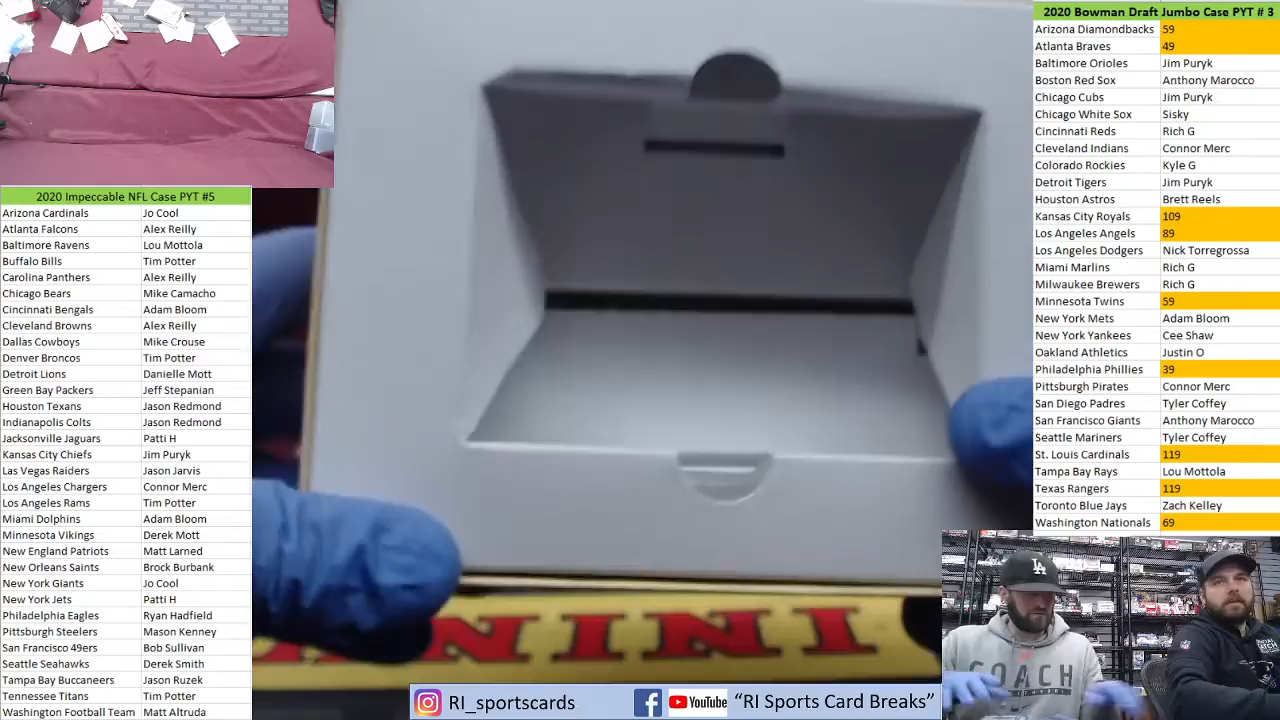 2020 Impeccable NFL Case PYT #5
Arizona Cardinals Jo Cool
Atlanta Falcons Alex Reilly
Baltimore Ravens Lou Mottola
Buffalo Bills Tim Potter
Carolina Panthers Alex Reilly
Chicago Bears Mike Camacho
Cincinnati Bengals Adam Bloom
Cleveland Browns Alex Reilly
Dallas Cowboys Mike Crouse
Denver Broncos Tim Potter
Detroit Lions Danielle Mott
Green Bay Packers Jeff Stepanian
Houston Texans Jason Redmond
Indianapolis Colts Jason Redmond
Jacksonville Jaguars Patti H
Kansas City Chiefs Jim Puryk
Las Vegas Raiders Jason Jarvis
Los Angeles Chargers Connor Merc
Los Angeles Rams Tim Potter
Miami Dolphins Adam Bloom
Minnesota Vikings Derek Mott
New England Patriots Matt Larned
New Orleans Saints Brock Burbank
New York Giants Jo Cool
New York Jets Patti H
Philadelphia Eagles Ryan Hadfield
Pittsburgh Steelers Mason Kenney
San Francisco 49ers Bob Sullivan
Seattle Seahawks Derek Smith
Tampa Bay Buccaneers Jason Ruzek
Tennessee Titans Tim Potter
Washington Football Team Matt Altruda
NINI
RI_sportscards
YouTube
"RI Sports Card Breaks"
2020 Bowman Draft Jumbo Case PYT # 3
Arizona Diamondbacks 59
Atlanta Braves 49
Baltimore Orioles Jim Puryk
Boston Red Sox Anthony Marocco
Chicago Cubs Jim Puryk
Chicago White Sox Sisky
Cincinnati Reds Rich G
Cleveland Indians Connor Merc
Colorado Rockies Kyle G
Detroit Tigers Jim Puryk
Houston Astros Brett Reels
Kansas City Royals 109
Los Angeles Angels 89
Los Angeles Dodgers Nick Torregrossa
Miami Marlins Rich G
Milwaukee Brewers Rich G
Minnesota Twins 59
New York Mets Adam Bloom
New York Yankees Cee Shaw
Oakland Athletics Justin O
Philadelphia Phillies 39
Pittsburgh Pirates Connor Merc
San Diego Padres Tyler Coffey
San Francisco Giants Anthony Marocco
Seattle Mariners Tyler Coffey
St. Louis Cardinals 119
Tampa Bay Rays Lou Mottola
Texas Rangers 119
Toronto Blue Jays Zach Kelley
Washington Nationals 69
LA
COACH